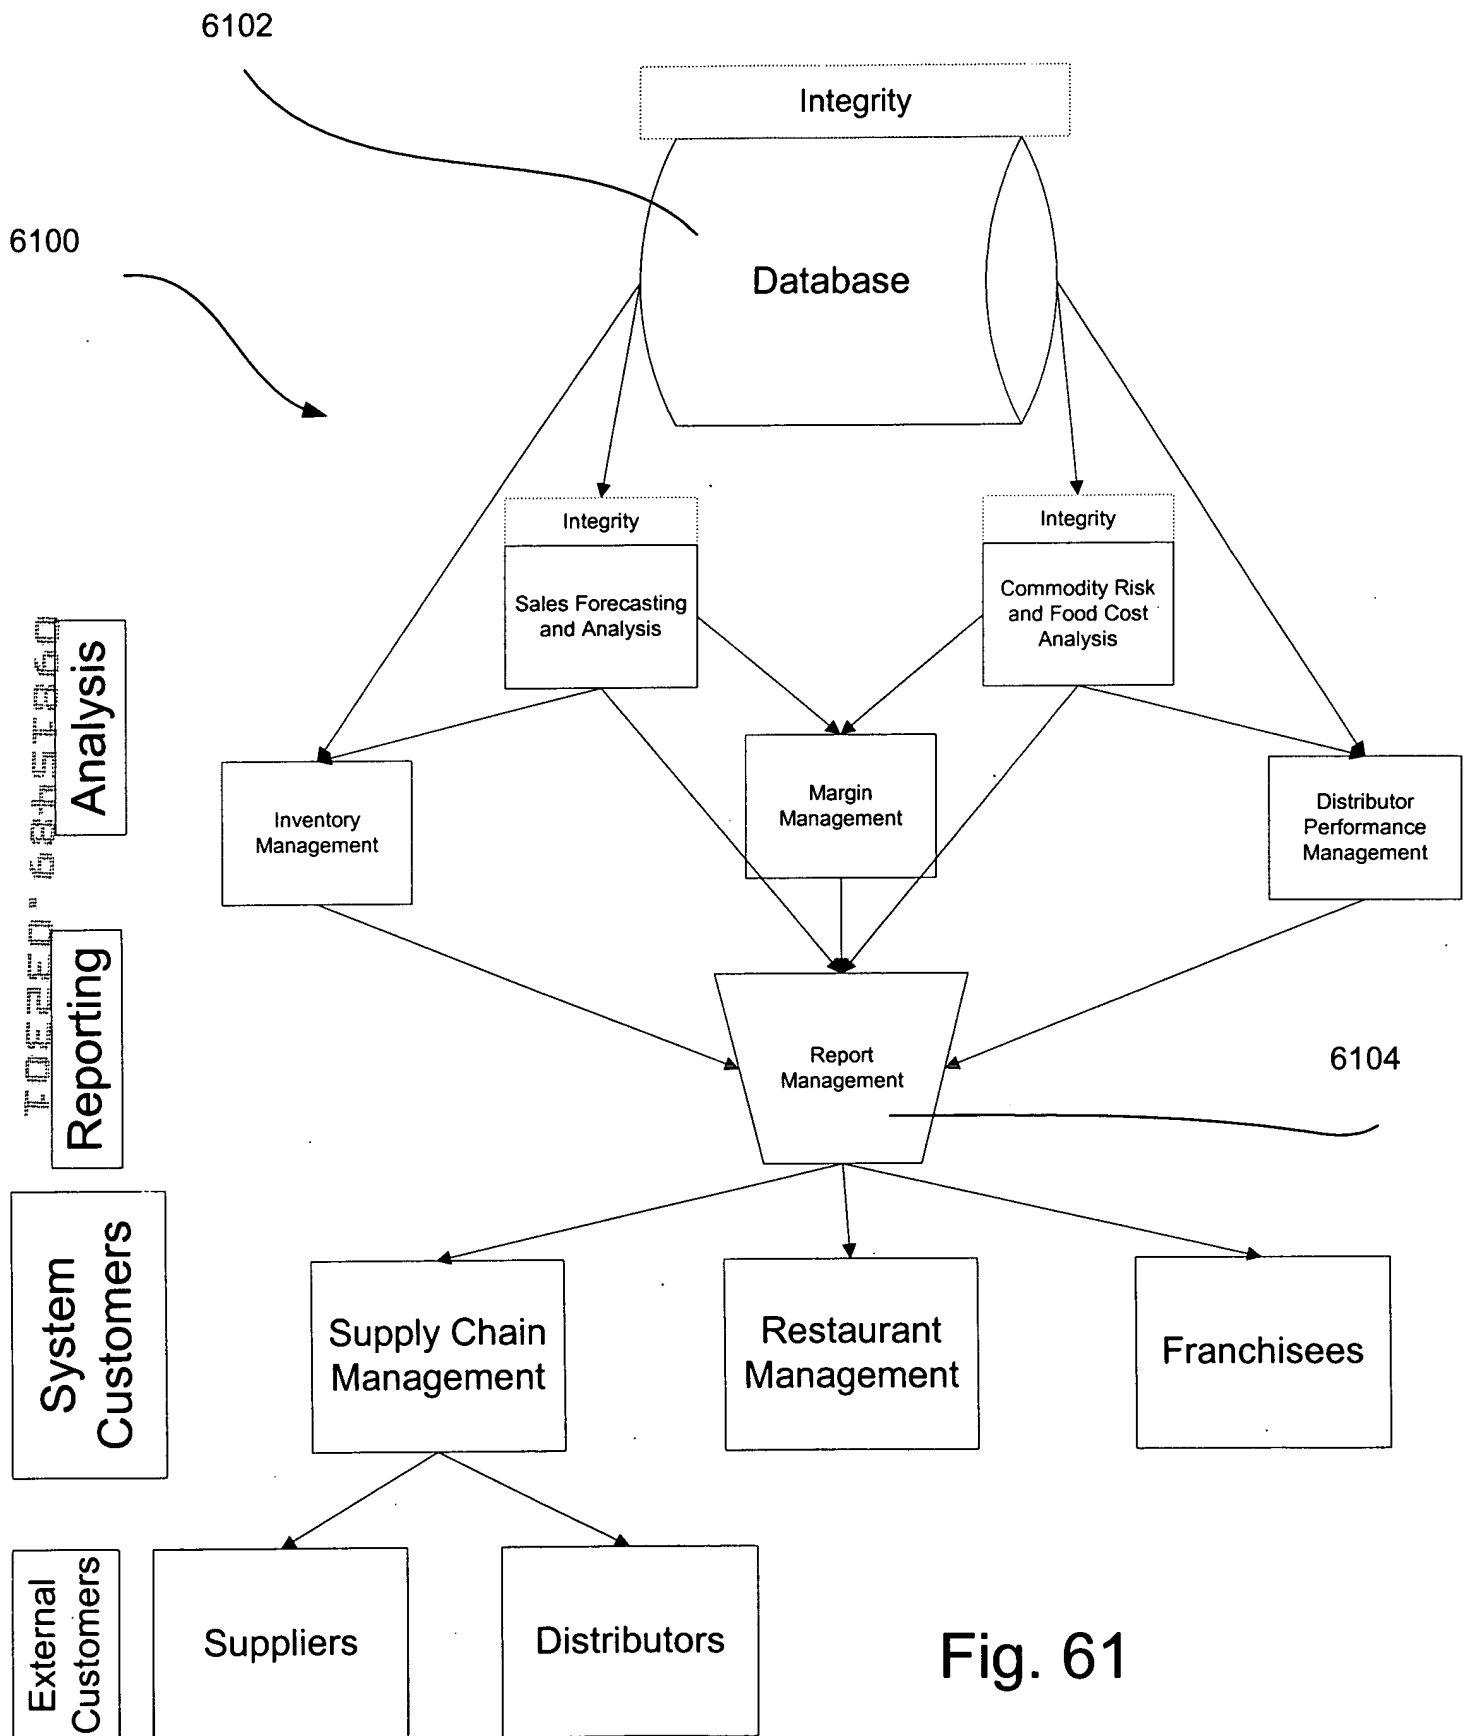 6102
Integrity
6100
Database
Integrity
Integrity
Sales Forecasting
and Analysis
Commodity Risk
and Food Cost
Analysis
Analysis
Inventory
Management
Margin
Management
Distributor
Performance
Management
Reporting
Report
Management
6104
System
Customers
Supply Chain
Management
Restaurant
Management
Franchisees
External
Customers
Suppliers
Distributors
Fig. 61